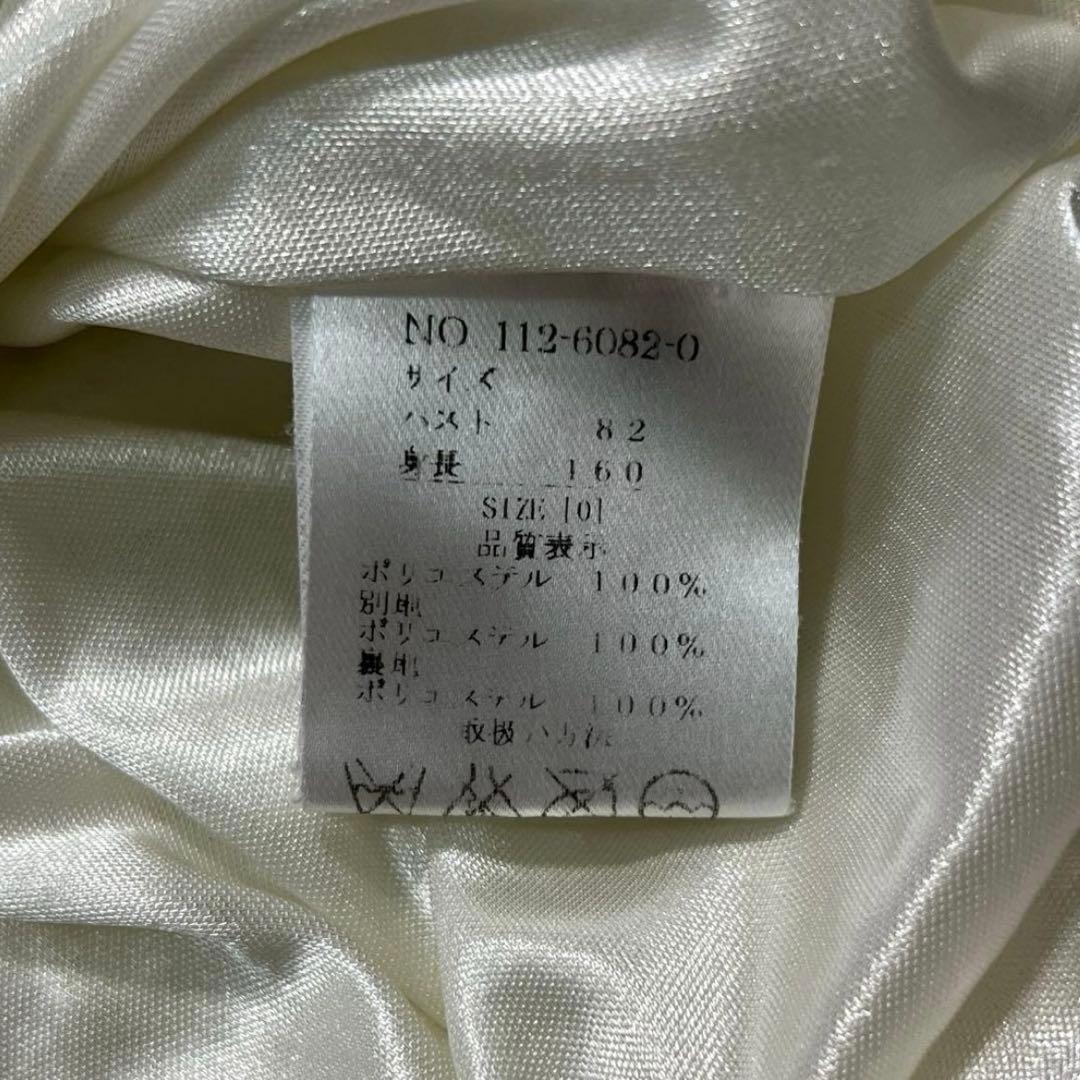 NO 112-6082-0
サイズ
バスト 82
身長 160
SIZE [0]
品質表示
ポリエステル 100%
別地
ポリエステル 100%
裏地
ポリエステル 100%
取扱い方法